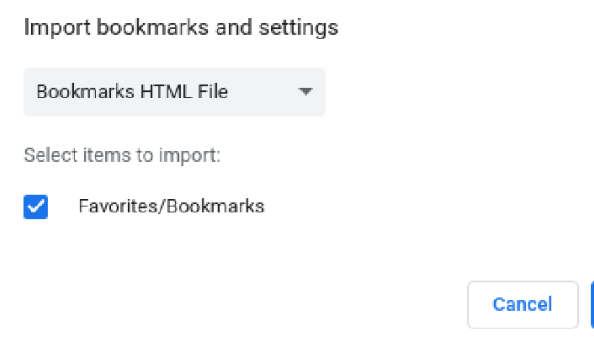 Import bookmarks and settings
Bookmarks HTML File
Select items to import:
Favorites/Bookmarks
Cancel